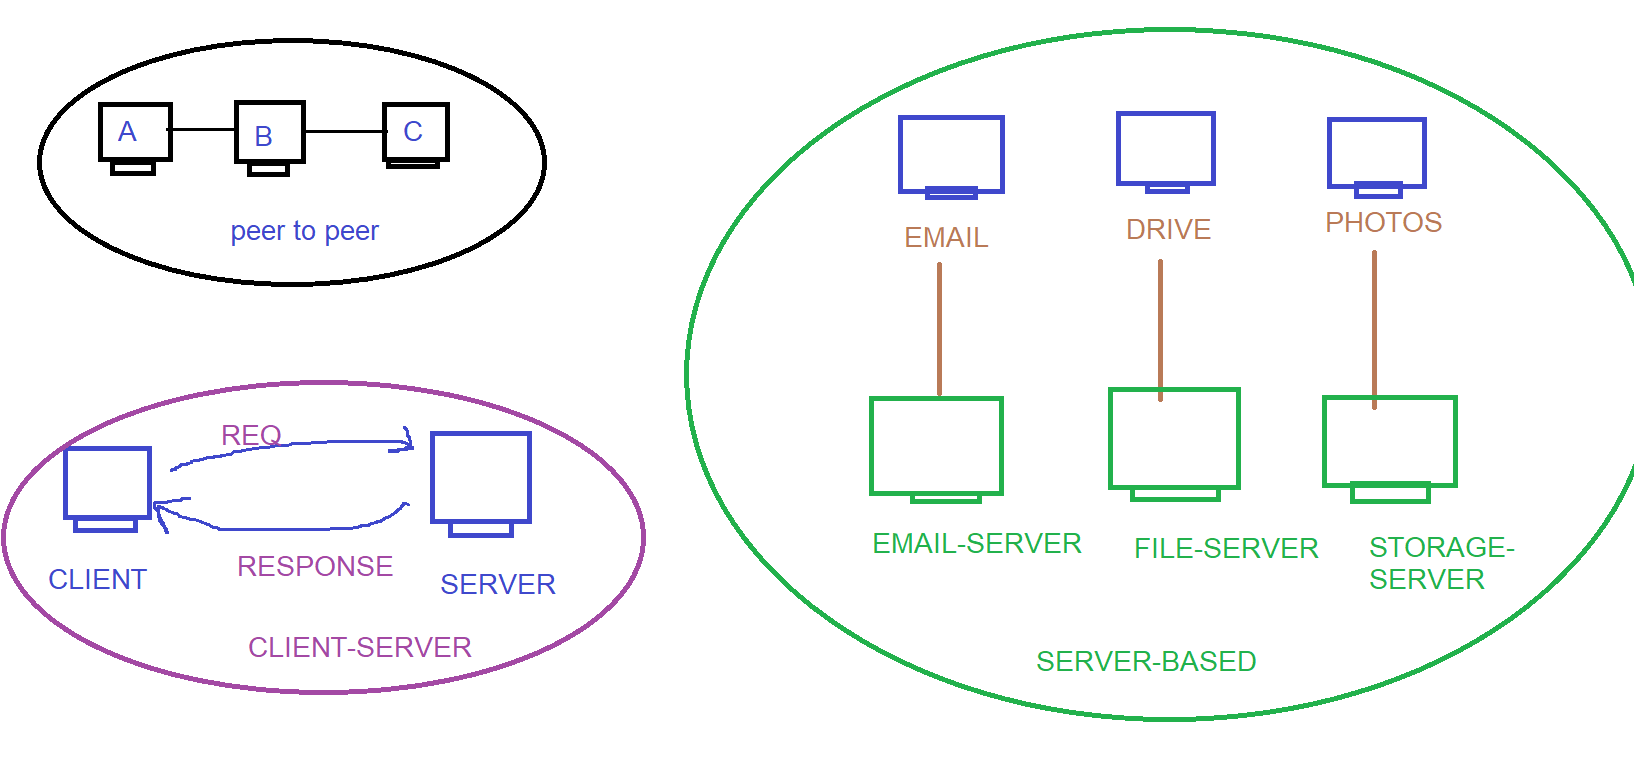 A
B
C
peer to peer
REQ
CLIENT
RESPONSE
SERVER
CLIENT-SERVER
EMAIL
DRIVE
PHOTOS
EMAIL-SERVER
FILE-SERVER
STORAGE-
SERVER
SERVER-BASED